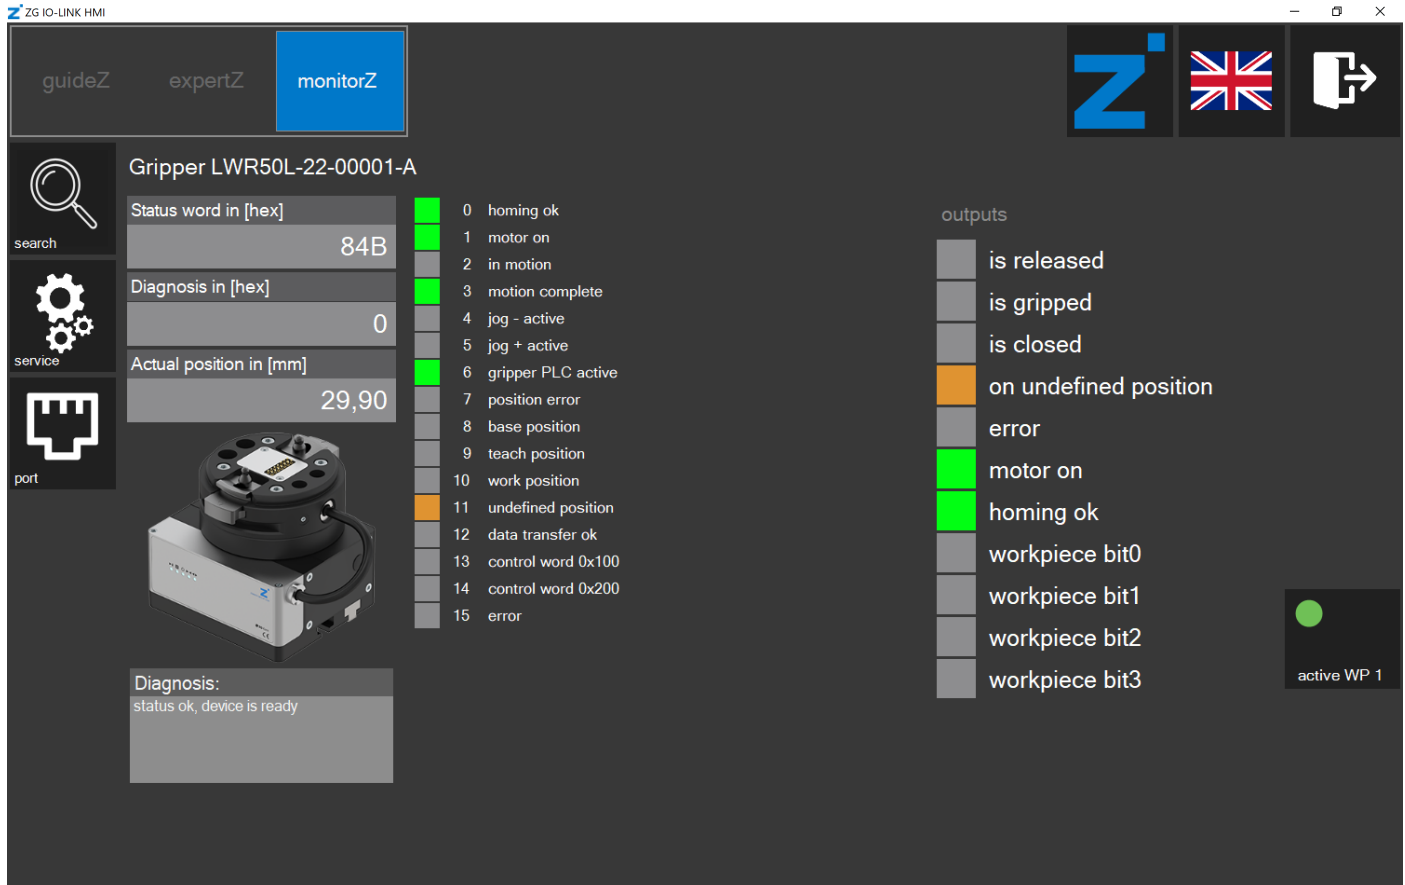 ZG IO-LINK HMI
guideZ
expertZ
monitorZ
search
service
port
Gripper LWR50L-22-00001-A
Status word in [hex]
84B
Diagnosis in [hex]
0
Actual position in [mm]
29,90
Diagnosis:
status ok, device is ready
0 homing ok
1 motor on
2 in motion
3 motion complete
4 jog - active
5 jog + active
6 gripper PLC active
7 position error
8 base position
9 teach position
10 work position
11 undefined position
12 data transfer ok
13 control word 0x100
14 control word 0x200
15 error
outputs
is released
is gripped
is closed
on undefined position
error
motor on
homing ok
workpiece bit0
workpiece bit1
workpiece bit2
workpiece bit3
active WP 1